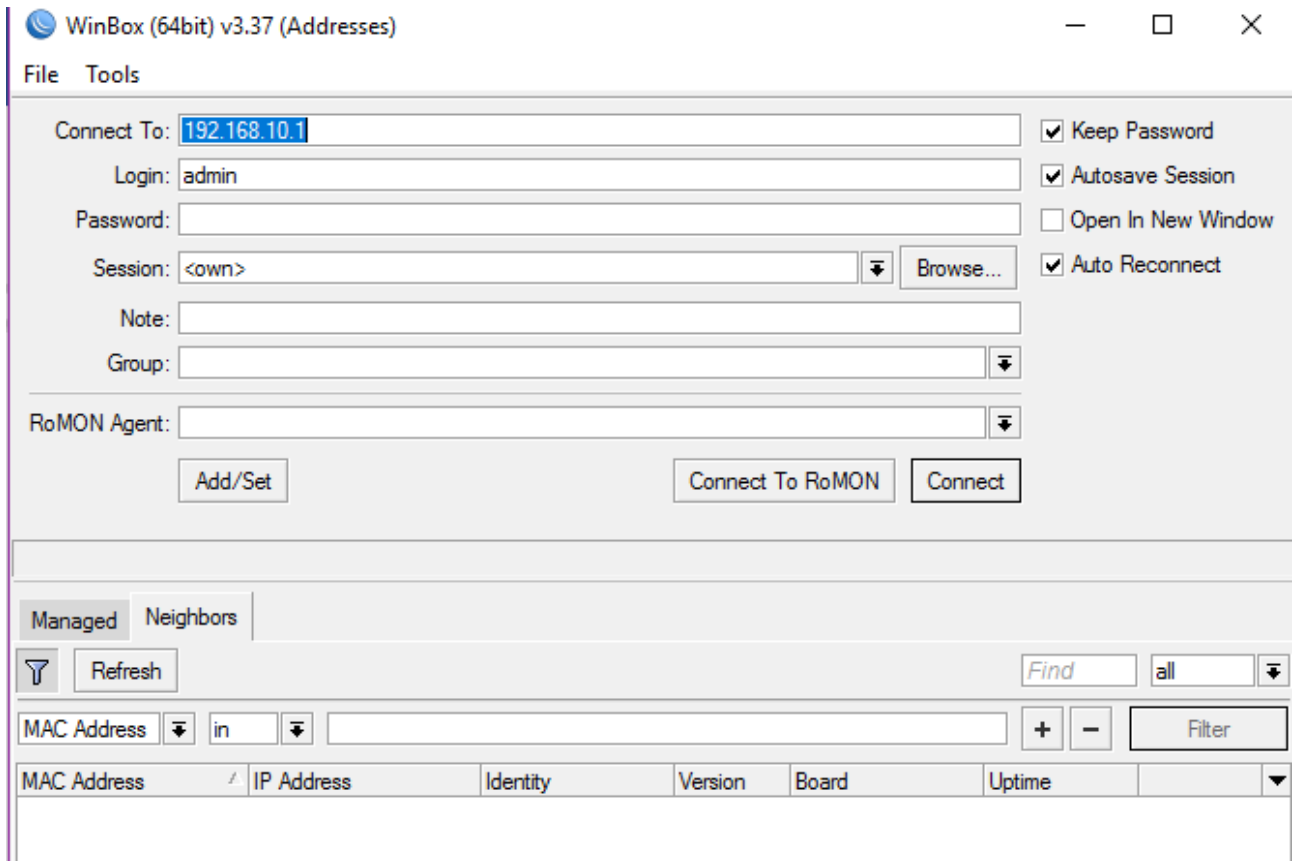 WinBox (64bit) v3.37 (Addresses)
File Tools
Connect To: 192.168.10.1 Keep Password
Login: admin Autosave Session
Password: Open In New Window
Session: <own> Browse... Auto Reconnect
Note:
Group:
RoMON Agent:
Add/Set Connect To RoMON Connect
Managed Neighbors
Refresh Find all
MAC Address in + − Filter
MAC Address IP Address Identity Version Board Uptime